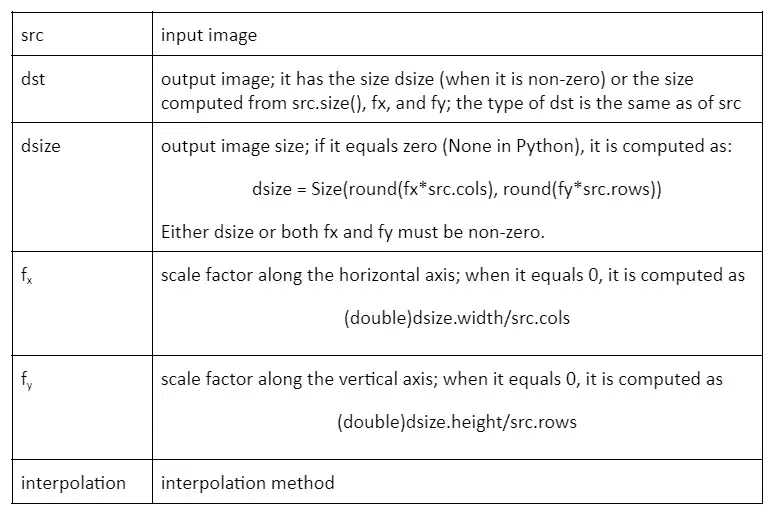 src input image
dst output image; it has the size dsize (when it is non-zero) or the size
computed from src.size(), fx, and fy; the type of dst is the same as of src
dsize output image size; if it equals zero (None in Python), it is computed as:
dsize = Size(round(fx*src.cols), round(fy*src.rows))
Either dsize or both fx and fy must be non-zero.
fx scale factor along the horizontal axis; when it equals 0, it is computed as
(double)dsize.width/src.cols
fy scale factor along the vertical axis; when it equals 0, it is computed as
(double)dsize.height/src.rows
interpolation interpolation method